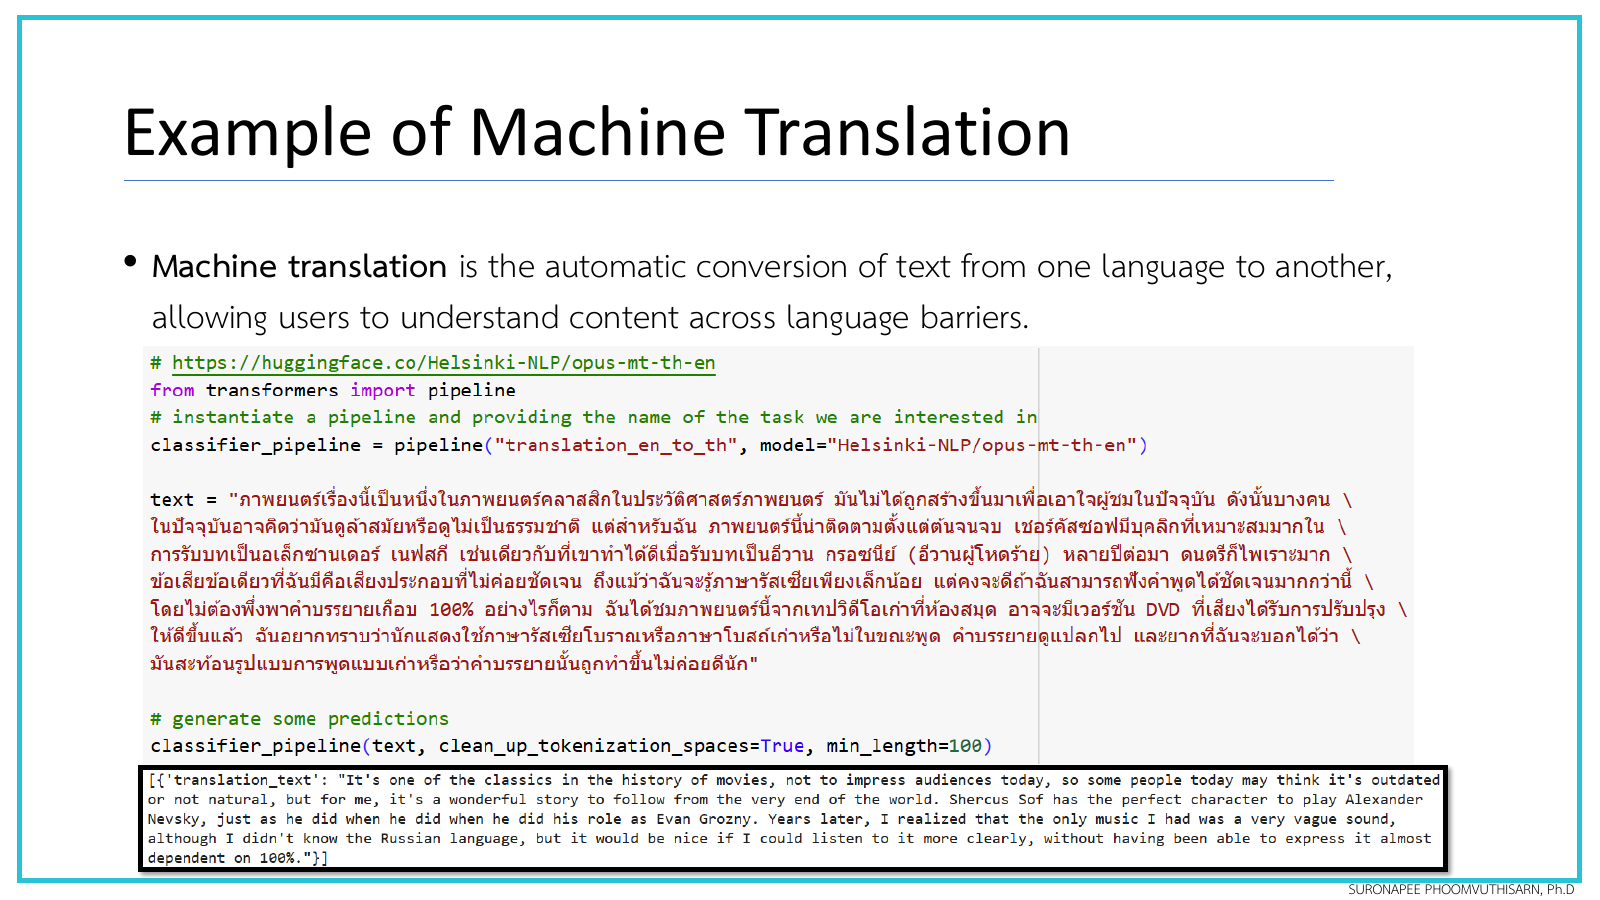 Example of Machine Translation
• Machine translation is the automatic conversion of text from one language to another,
allowing users to understand content across language barriers.
# https://huggingface.co/Helsinki-NLP/opus-mt-th-en
from transformers import pipeline
# instantiate a pipeline and providing the name of the task we are interested in
classifier_pipeline = pipeline("translation_en_to_th", model="Helsinki-NLP/opus-mt-th-en")
text = "ภาพยนตร์เรื่องนี้เป็นหนึ่งในภาพยนตร์คลาสสิกในประวัติศาสตร์ภาพยนตร์ มันไม่ได้ถูกสร้างขึ้นมาเพื่อเอาใจผู้ชมในปัจจุบัน ดังนั้นบางคน \
ในปัจจุบันอาจคิดว่ามันดูล้าสมัยหรือดูไม่เป็นธรรมชาติ แต่สำหรับฉัน ภาพยนตร์นี้น่าติดตามตั้งแต่ต้นจนจบ เชอร์คัสซอฟมีบุคลิกที่เหมาะสมมากใน \
การรับบทเป็นอเล็กซานเดอร์ เนฟสกี เช่นเดียวกับที่เขาทำได้ดีเมื่อรับบทเป็นอีวาน กรอซนีย์ (อีวานผู้โหดร้าย) หลายปีต่อมา ดนตรีก็ไพเราะมาก \
ข้อเสียข้อเดียวที่ฉันมีคือเสียงประกอบที่ไม่ค่อยชัดเจน ถึงแม้ว่าฉันจะรู้ภาษารัสเซียเพียงเล็กน้อย แต่คงจะดีถ้าฉันสามารถฟังคำพูดได้ชัดเจนมากกว่านี้ \
โดยไม่ต้องพึ่งพาคำบรรยายเกือบ 100% อย่างไรก็ตาม ฉันได้ชมภาพยนตร์นี้จากเทปวิดีโอเก่าที่ห้องสมุด อาจจะมีเวอร์ชัน DVD ที่เสียงได้รับการปรับปรุง \
ให้ดีขึ้นแล้ว ฉันอยากทราบว่านักแสดงใช้ภาษารัสเซียโบราณหรือภาษาโบสถ์เก่าหรือไม่ในขณะพูด คำบรรยายดูแปลกไป และยากที่ฉันจะบอกได้ว่า \
มันสะท้อนรูปแบบการพูดแบบเก่าหรือว่าคำบรรยายนั้นถูกทำขึ้นไม่ค่อยดีนัก"
# generate some predictions
classifier_pipeline(text, clean_up_tokenization_spaces=True, min_length=100)
[{'translation_text': "It's one of the classics in the history of movies, not to impress audiences today, so some people today may think it's outdated
or not natural, but for me, it's a wonderful story to follow from the very end of the world. Shercus Sof has the perfect character to play Alexander
Nevsky, just as he did when he did when he did his role as Evan Grozny. Years later, I realized that the only music I had was a very vague sound,
although I didn't know the Russian language, but it would be nice if I could listen to it more clearly, without having been able to express it almost
dependent on 100%."}]
SURONAPEE PHOOMVUTHISARN, Ph.D